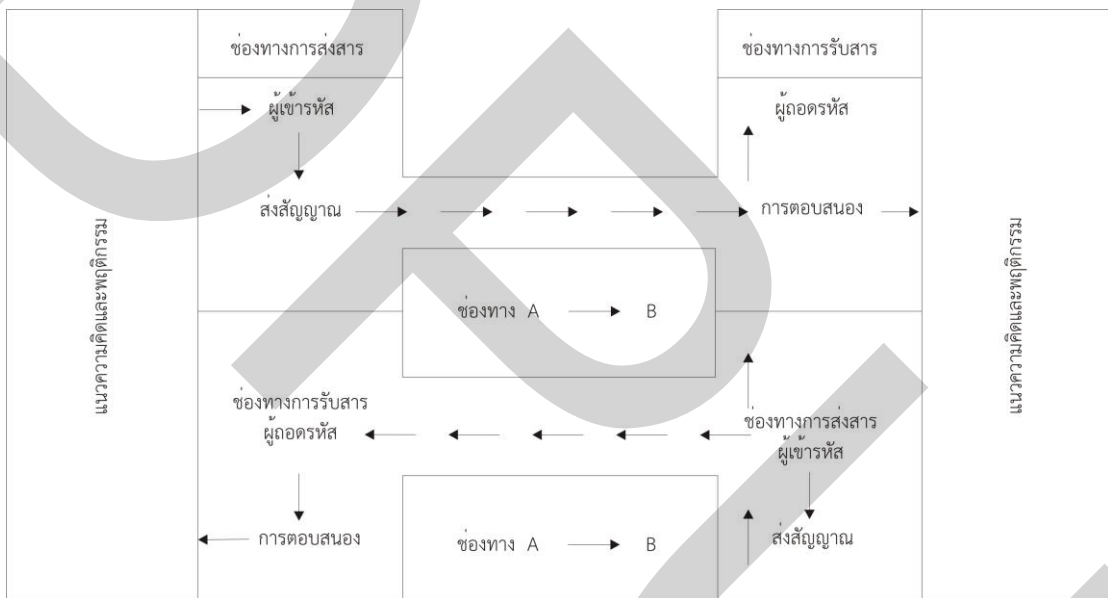 ช่องทางการส่งสาร
ช่องทางการรับสาร
ผู้เข้ารหัส
ผู้ถอดรหัส
ส่งสัญญาณ
การตอบสนอง
แนวความคิดและพฤติกรรม
แนวความคิดและพฤติกรรม
ช่องทาง A B
ช่องทางการรับสาร
ผู้ถอดรหัส
ช่องทางการส่งสาร
ผู้เข้ารหัส
การตอบสนอง
ช่องทาง A B
ส่งสัญญาณ